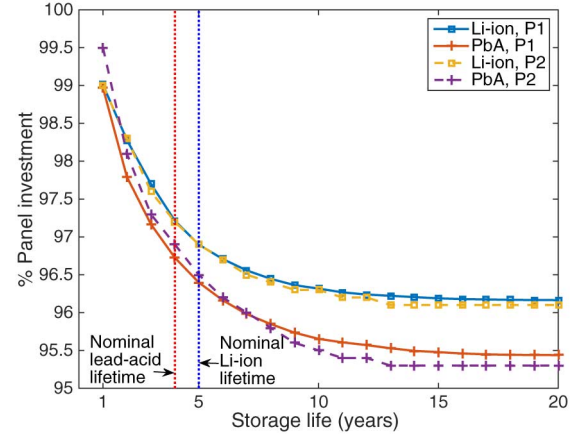 100
99.5
99
98.5
98
97.5
97
96.5
96
95.5
95
% Panel investment
Li-ion, P1
PbA, P1
Li-ion, P2
PbA, P2
Nominal
lead-acid
lifetime
Nominal
Li-ion
lifetime
1 5 10 15 20
Storage life (years)